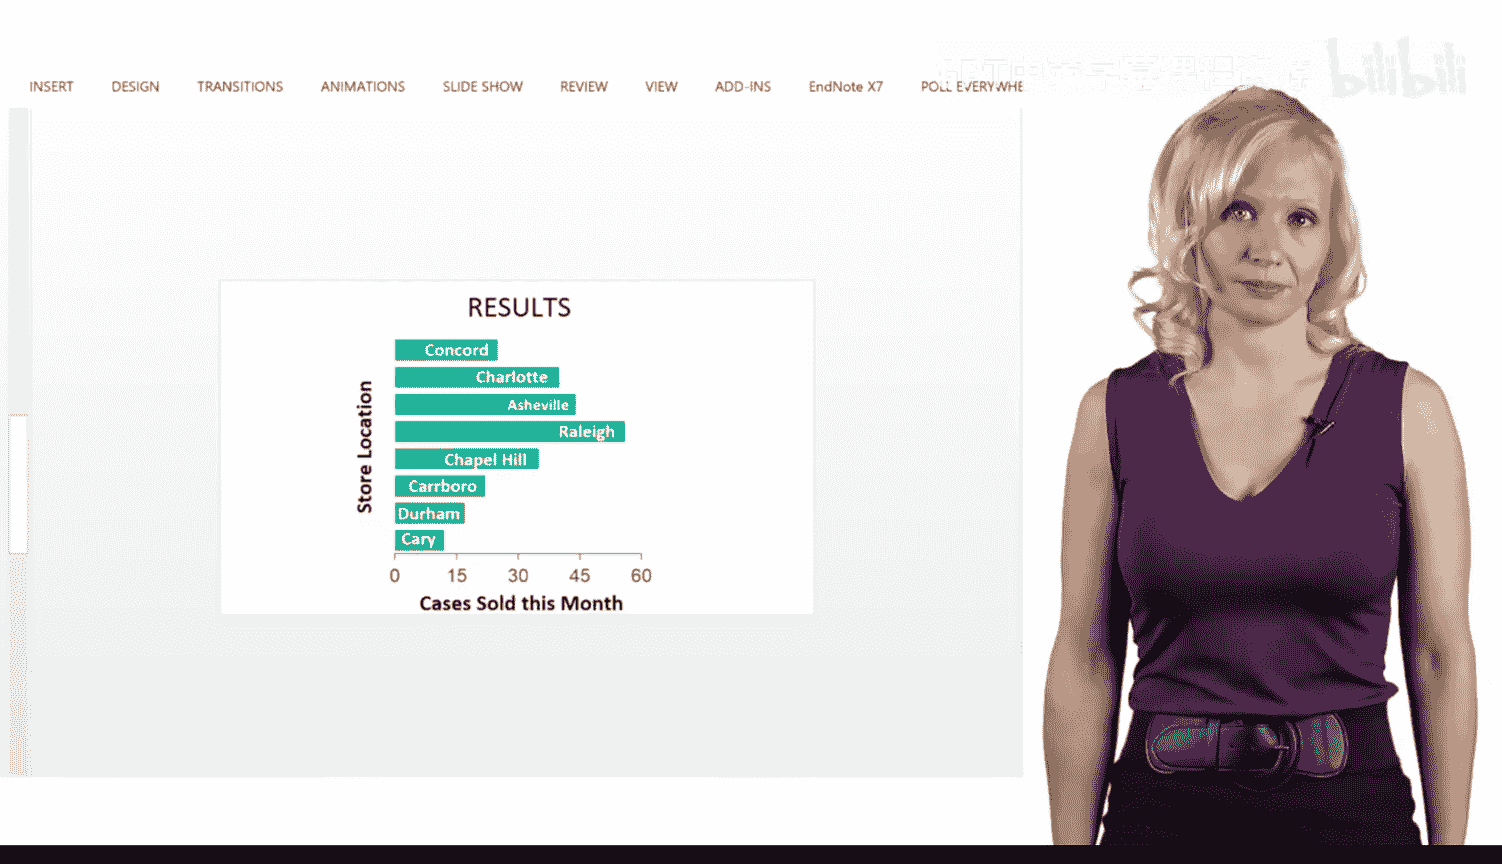 INSERT DESIGN TRANSITIONS ANIMATIONS SLIDE SHOW REVIEW VIEW ADD-INS EndNote X7 POLL EVERYWHE
bilibili
RESULTS
Store Location
Concord
Charlotte
Asheville
Raleigh
Chapel Hill
Carrboro
Durham
Cary
0 15 30 45 60
Cases Sold this Month